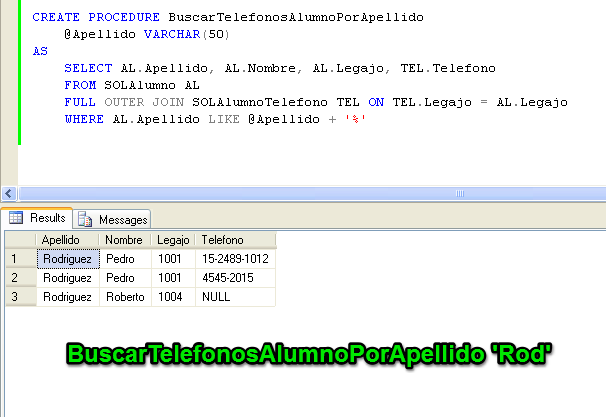 CREATE PROCEDURE BuscarTelefonosAlumnoPorApellido
@Apellido VARCHAR(50)
AS
SELECT AL.Apellido, AL.Nombre, AL.Legajo, TEL.Telefono
FROM SOLAlumno AL
FULL OUTER JOIN SOLAlumnoTelefono TEL ON TEL.Legajo = AL.Legajo
WHERE AL.Apellido LIKE @Apellido + '%'
Results Messages
Apellido Nombre Legajo Telefono
1 Rodriguez Pedro 1001 15-2489-1012
2 Rodriguez Pedro 1001 4545-2015
3 Rodriguez Roberto 1004 NULL
BuscarTelefonosAlumnoPorApellido 'Rod'